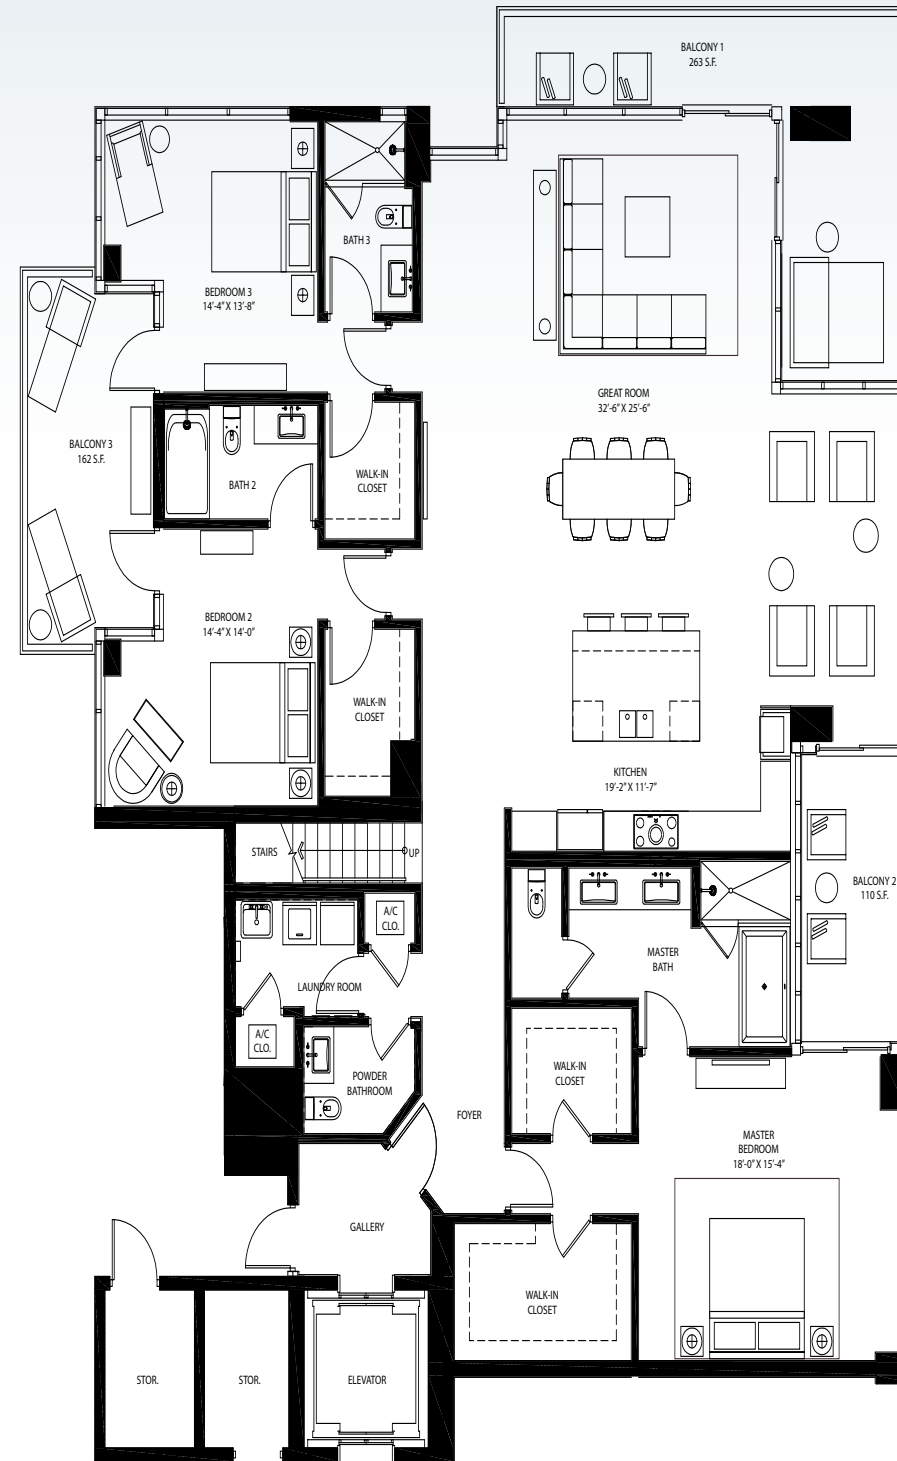 BALCONY 1
263 S.F.
BATH 3
BEDROOM 3
14'-4" X 13'-8"
GREAT ROOM
32'-6" X 25'-6"
BALCONY 3
162 S.F.
WALK-IN
CLOSET
BATH 2
BEDROOM 2
14'-4" X 14'-0"
WALK-IN
CLOSET
KITCHEN
19'-2" X 11'-7"
STAIRS
UP
BALCONY 2
110 S.F.
A/C
CLO.
MASTER
BATH
LAUNDRY ROOM
A/C
CLO.
WALK-IN
CLOSET
POWDER
BATHROOM
FOYER
MASTER
BEDROOM
18'-0" X 15'-4"
GALLERY
WALK-IN
CLOSET
STOR.
STOR.
ELEVATOR